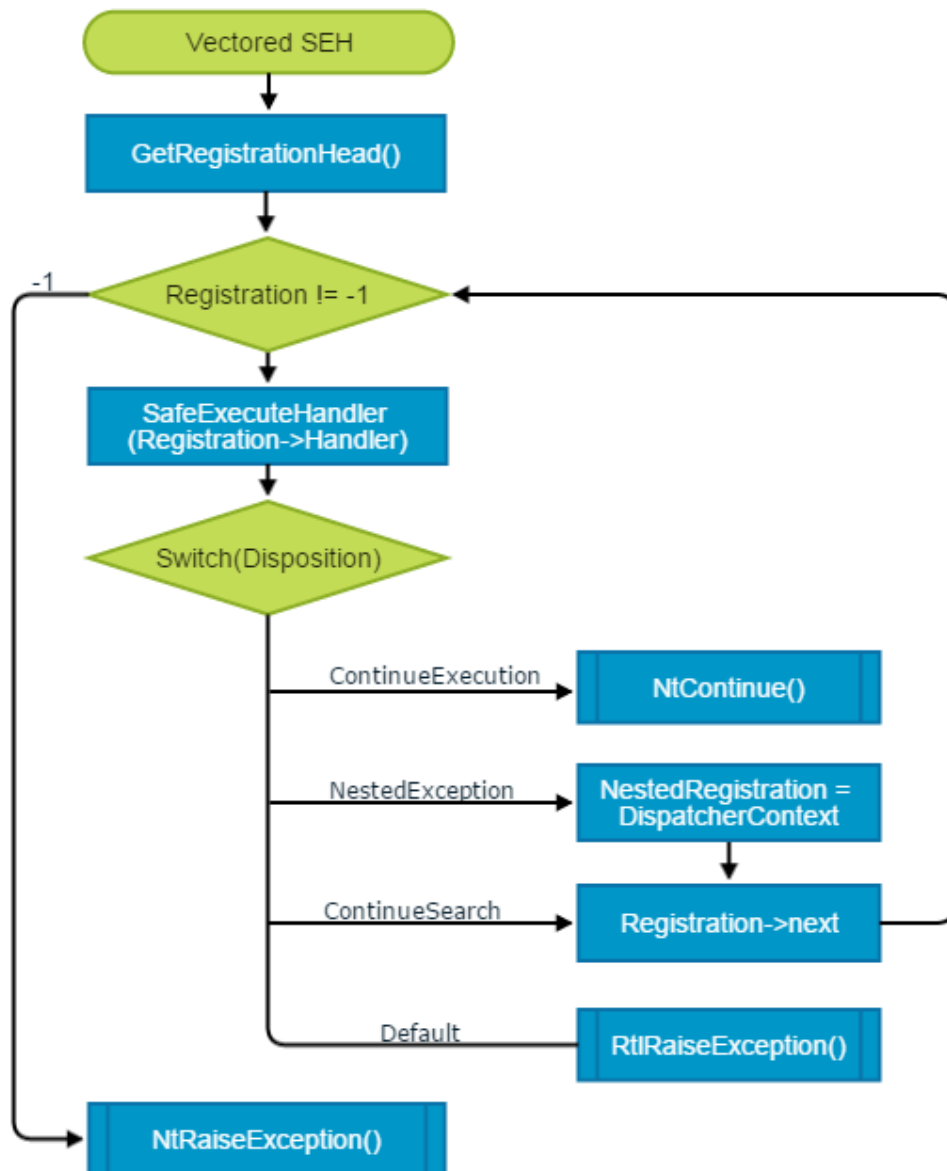 Vectored SEH
GetRegistrationHead()
-1
Registration != -1
SafeExecuteHandler
(Registration->Handler)
Switch(Disposition)
ContinueExecution
NtContinue()
NestedException
NestedRegistration =
DispatcherContext
ContinueSearch
Registration->next
Default
RtlRaiseException()
NtRaiseException()